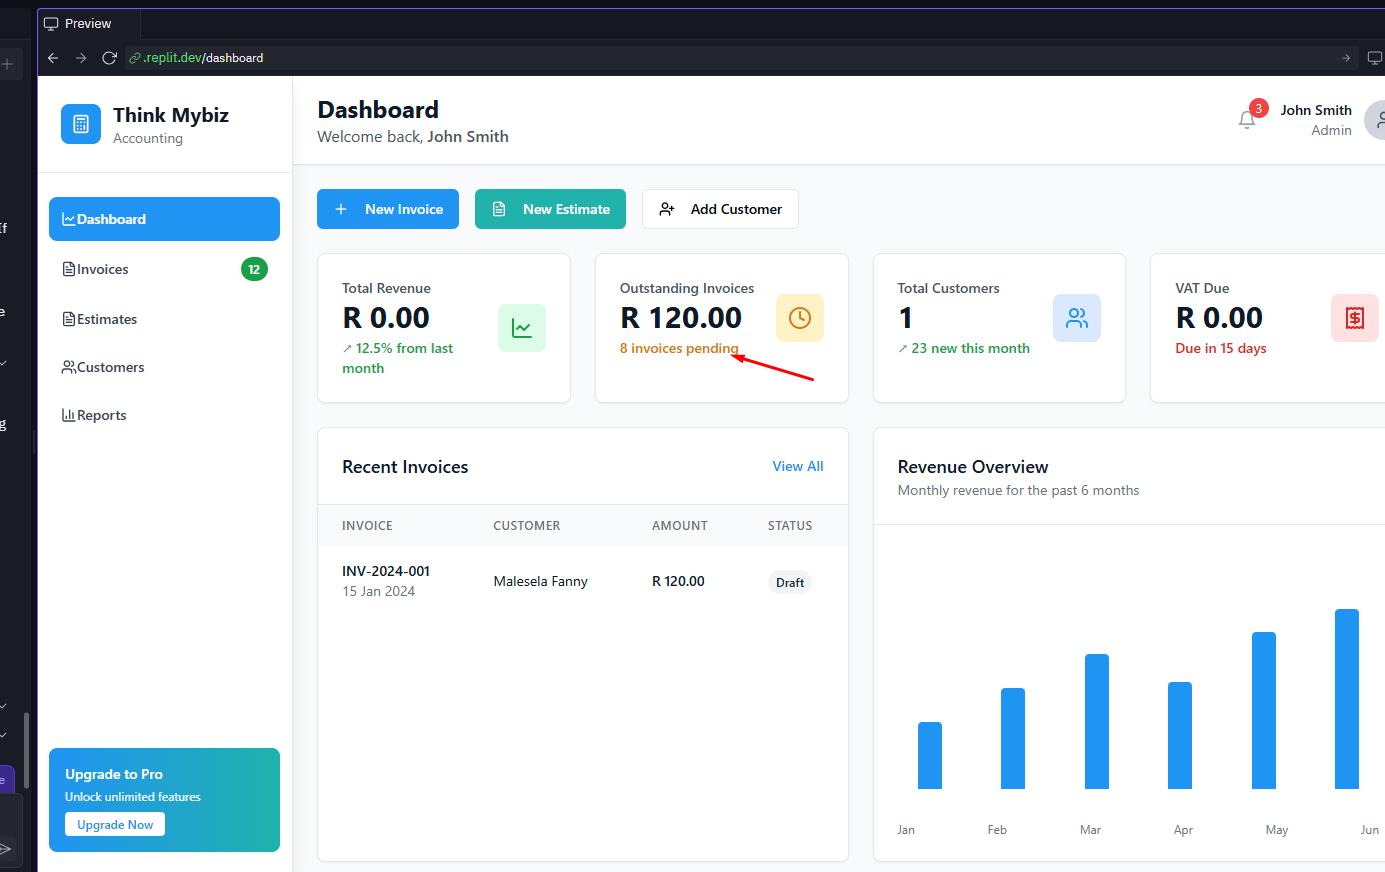 Preview
.replit.dev/dashboard
Think Mybiz
Accounting
Dashboard
Welcome back, John Smith
3
John Smith
Admin
Dashboard
Invoices
12
Estimates
Customers
Reports
New Invoice
New Estimate
Add Customer
Total Revenue
R 0.00
↗ 12.5% from last
month
Outstanding Invoices
R 120.00
8 invoices pending
Total Customers
1
↗ 23 new this month
VAT Due
R 0.00
Due in 15 days
Recent Invoices
View All
INVOICE CUSTOMER AMOUNT STATUS
INV-2024-001
15 Jan 2024
Malesela Fanny
R 120.00
Draft
Revenue Overview
Monthly revenue for the past 6 months
Jan Feb Mar Apr May Jun
Upgrade to Pro
Unlock unlimited features
Upgrade Now